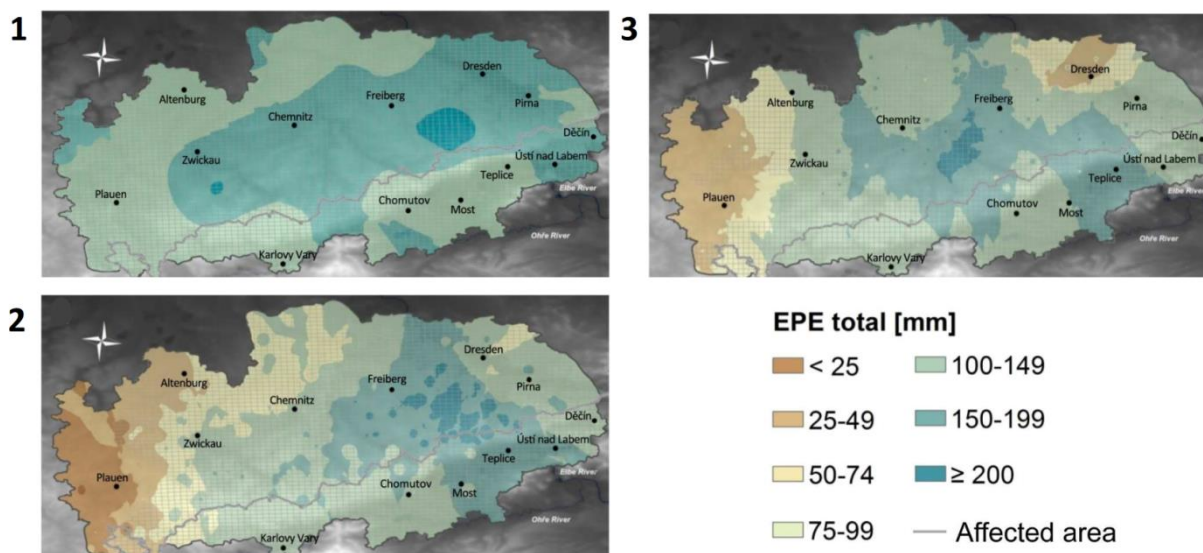 1
Altenburg
Chemnitz
Freiberg
Dresden
Pirna
Děčín
Zwickau
Ústí nad Labem
Teplice
Elbe River
Plauen
Chomutov
Most
Ohře River
Karlovy Vary
2
Altenburg
Chemnitz
Freiberg
Dresden
Pirna
Děčín
Zwickau
Ústí nad Labem
Teplice
Elbe River
Plauen
Chomutov
Most
Ohře River
Karlovy Vary
3
Altenburg
Chemnitz
Freiberg
Dresden
Pirna
Děčín
Zwickau
Ústí nad Labem
Teplice
Elbe River
Plauen
Chomutov
Most
Ohře River
Karlovy Vary
EPE total [mm]
< 25
100-149
25-49
150-199
50-74
≥ 200
75-99
Affected area